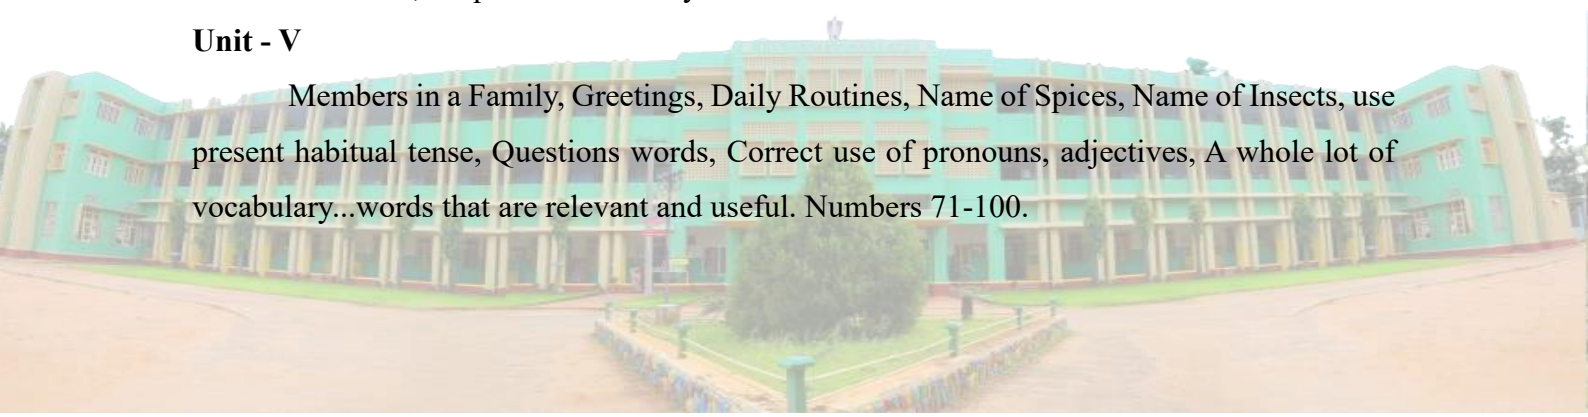 Unit - V
Members in a Family, Greetings, Daily Routines, Name of Spices, Name of Insects, use
present habitual tense, Questions words, Correct use of pronouns, adjectives, A whole lot of
vocabulary...words that are relevant and useful. Numbers 71-100.